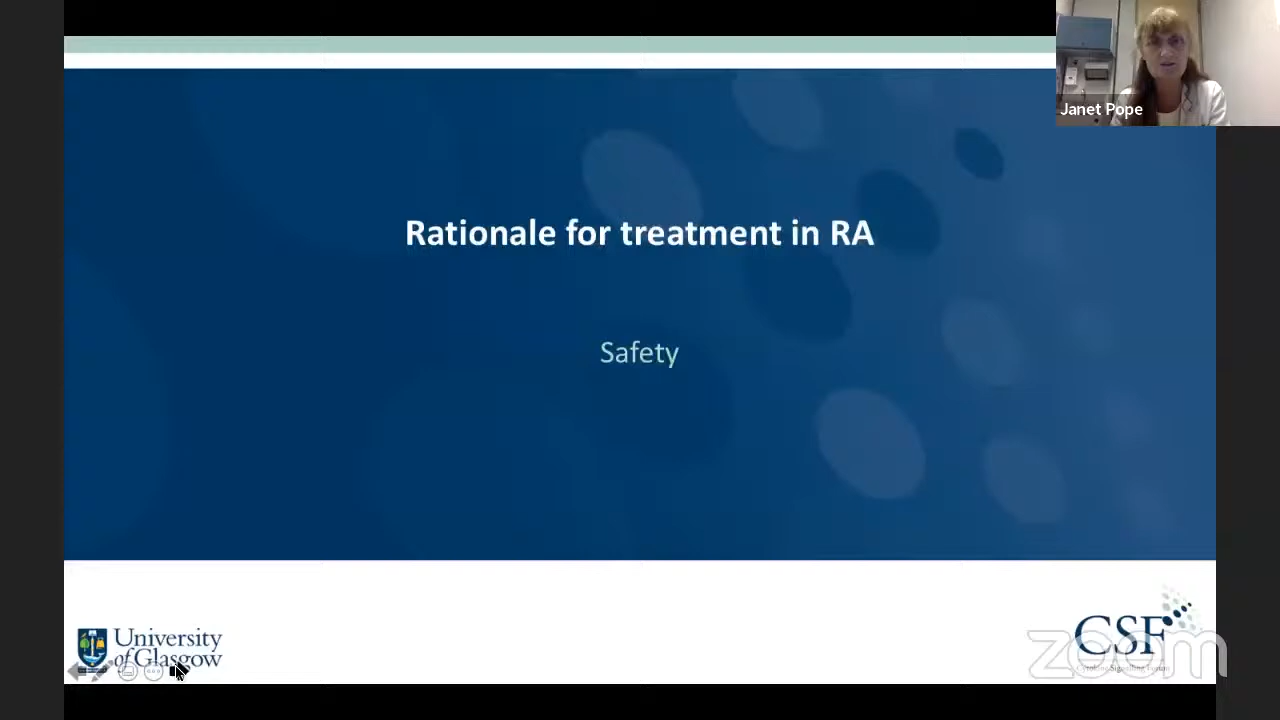 Janet Pope
Rationale for treatment in RA
Safety
University
of Glasgow
CSF
zoom